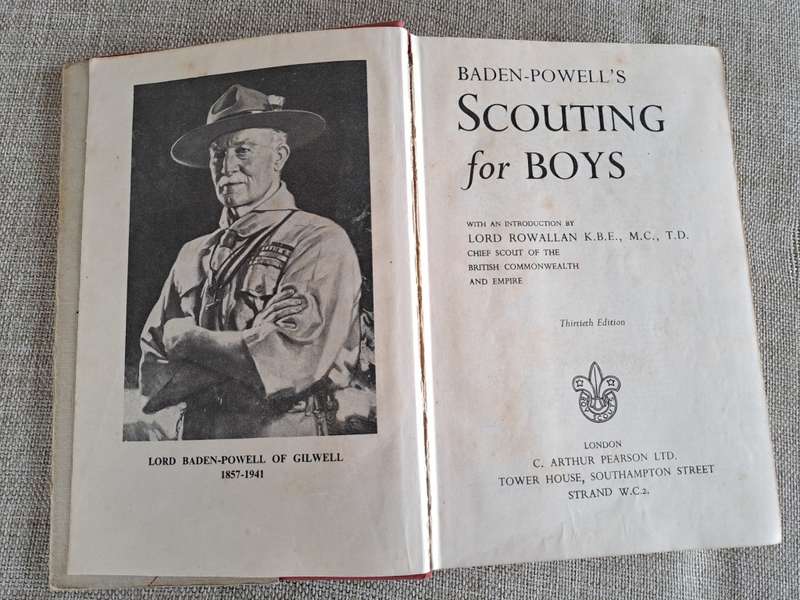 LORD BADEN-POWELL OF GILWELL
1857-1941
BADEN-POWELL'S
SCOUTING
for BOYS
WITH AN INTRODUCTION BY
LORD ROWALLAN K.B.E., M.C., T.D.
CHIEF SCOUT OF THE
BRITISH COMMONWEALTH
AND EMPIRE
Thirtieth Edition
BOY SCOUTS
LONDON
C. ARTHUR PEARSON LTD.
TOWER HOUSE, SOUTHAMPTON STREET
STRAND W.C.2.